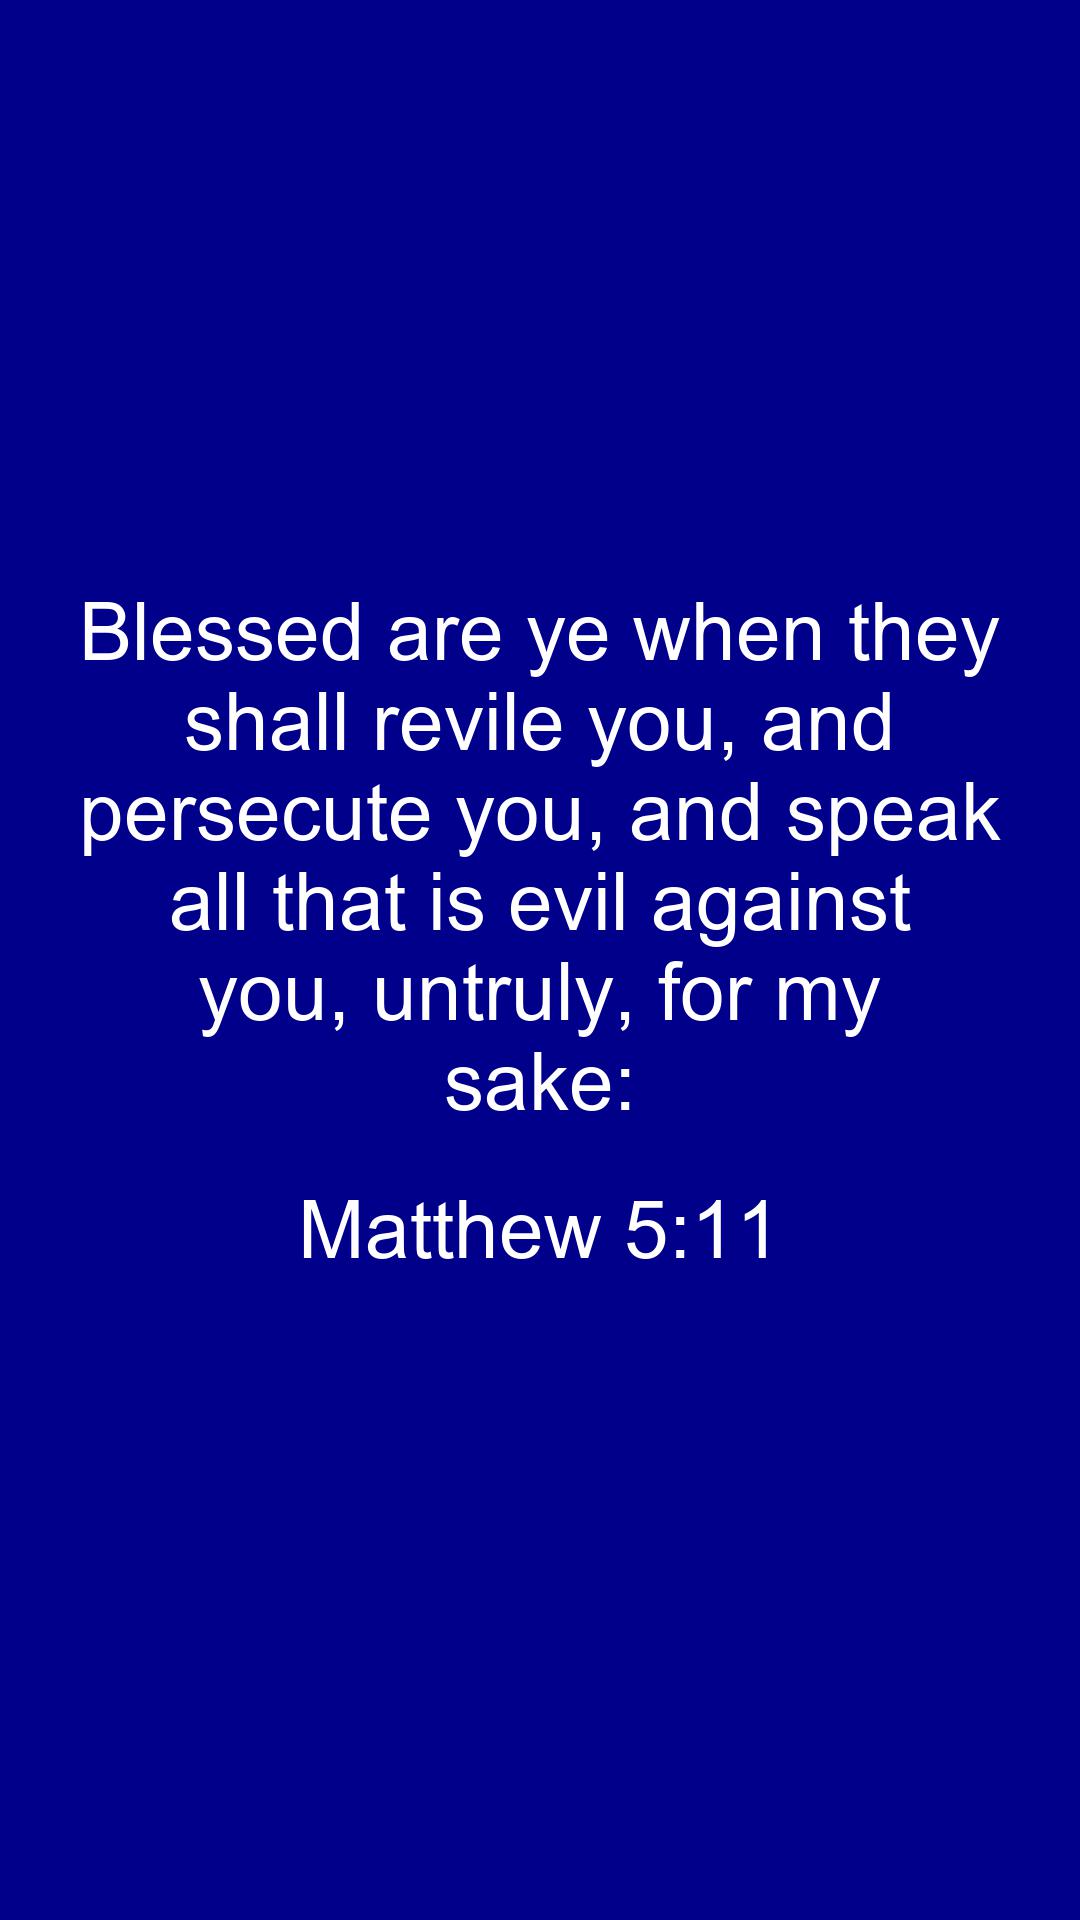 Blessed are ye when they
shall revile you, and
persecute you, and speak
all that is evil against
you, untruly, for my
sake:
Matthew 5:11